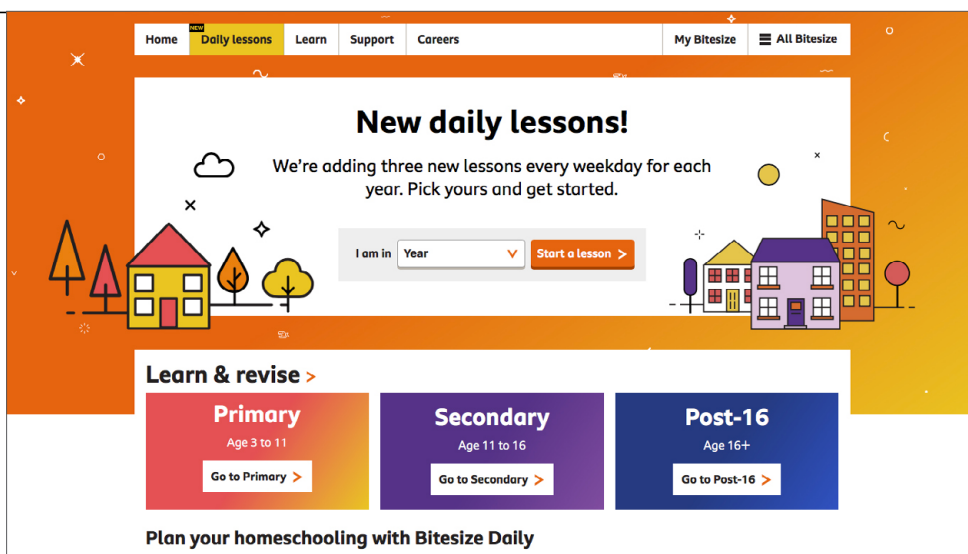 Home
NEW
Daily lessons
Learn
Support
Careers
My Bitesize
All Bitesize
New daily lessons!
We're adding three new lessons every weekday for each
year. Pick yours and get started.
I am in
Year
Start a lesson >
Learn & revise >
Primary
Age 3 to 11
Go to Primary >
Secondary
Age 11 to 16
Go to Secondary >
Post-16
Age 16+
Go to Post-16 >
Plan your homeschooling with Bitesize Daily